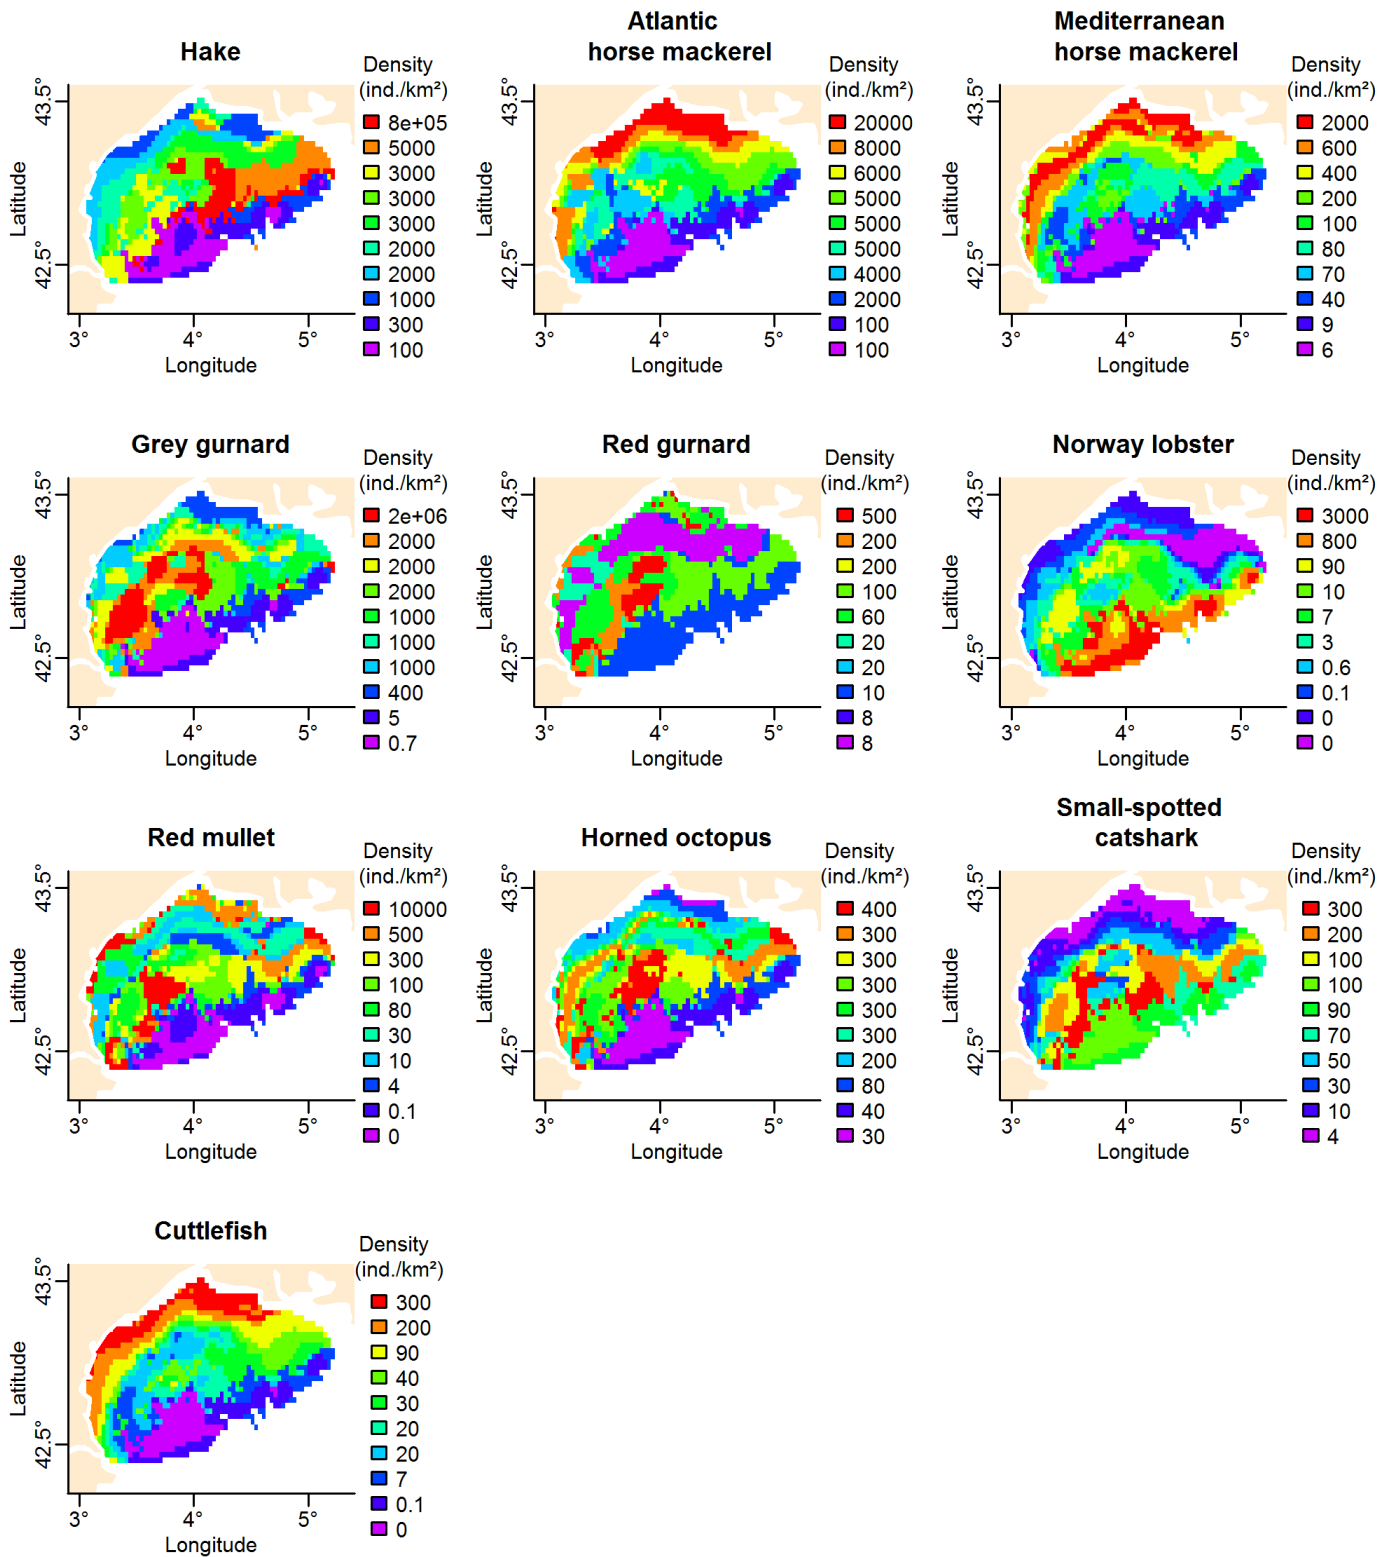 Hake
Density
(ind./km²)
8e+05
5000
3000
3000
3000
2000
2000
1000
300
100
43.5°
42.5°
Latitude
3°
4°
5°
Longitude
Atlantic
horse mackerel
Density
(ind./km²)
20000
8000
6000
5000
5000
5000
4000
2000
100
100
43.5°
42.5°
Latitude
3°
4°
5°
Longitude
Mediterranean
horse mackerel
Density
(ind./km²)
2000
600
400
200
100
80
70
40
9
6
43.5°
42.5°
Latitude
3°
4°
5°
Longitude
Grey gurnard
Density
(ind./km²)
2e+06
2000
2000
2000
1000
1000
1000
400
5
0.7
43.5°
42.5°
Latitude
3°
4°
5°
Longitude
Red gurnard
Density
(ind./km²)
500
200
200
100
60
20
20
10
8
8
43.5°
42.5°
Latitude
3°
4°
5°
Longitude
Norway lobster
Density
(ind./km²)
3000
800
90
10
7
3
0.6
0.1
0
0
43.5°
42.5°
Latitude
3°
4°
5°
Longitude
Red mullet
Density
(ind./km²)
10000
500
300
100
80
30
10
4
0.1
0
43.5°
42.5°
Latitude
3°
4°
5°
Longitude
Horned octopus
Density
(ind./km²)
400
300
300
300
300
300
200
80
40
30
43.5°
42.5°
Latitude
3°
4°
5°
Longitude
Small-spotted
catshark
Density
(ind./km²)
300
200
100
100
90
70
50
30
10
4
43.5°
42.5°
Latitude
3°
4°
5°
Longitude
Cuttlefish
Density
(ind./km²)
300
200
90
40
30
20
20
7
0.1
0
43.5°
42.5°
Latitude
3°
4°
5°
Longitude